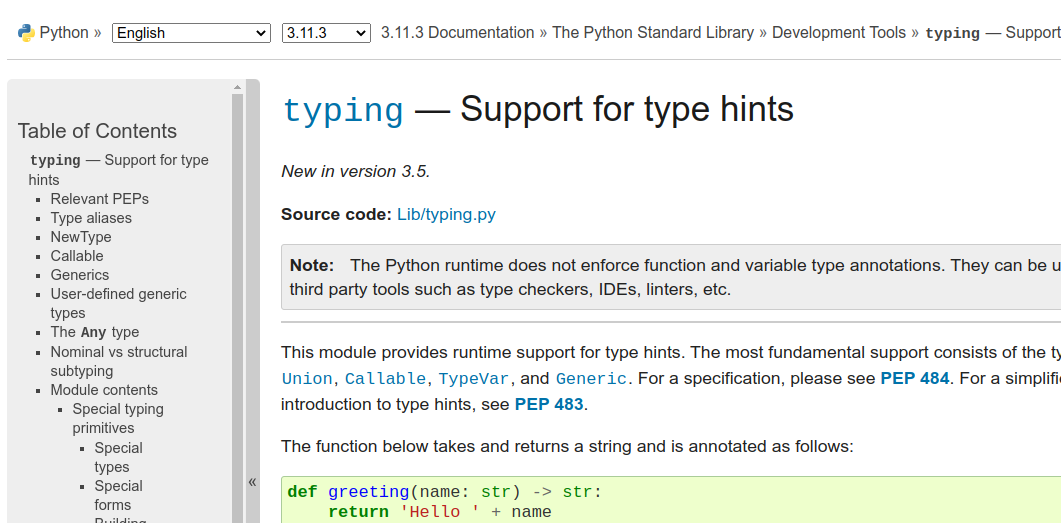 Python » English 3.11.3 3.11.3 Documentation » The Python Standard Library » Development Tools » typing — Support
Table of Contents
typing — Support for type
hints
Relevant PEPs
Type aliases
NewType
Callable
Generics
User-defined generic
types
The Any type
Nominal vs structural
subtyping
Module contents
Special typing
primitives
Special
types
Special
forms
Building
«
typing — Support for type hints
New in version 3.5.
Source code: Lib/typing.py
Note: The Python runtime does not enforce function and variable type annotations. They can be u
third party tools such as type checkers, IDEs, linters, etc.
This module provides runtime support for type hints. The most fundamental support consists of the ty
Union, Callable, TypeVar, and Generic. For a specification, please see PEP 484. For a simplifi
introduction to type hints, see PEP 483.
The function below takes and returns a string and is annotated as follows:
def greeting(name: str) -> str:
    return 'Hello ' + name